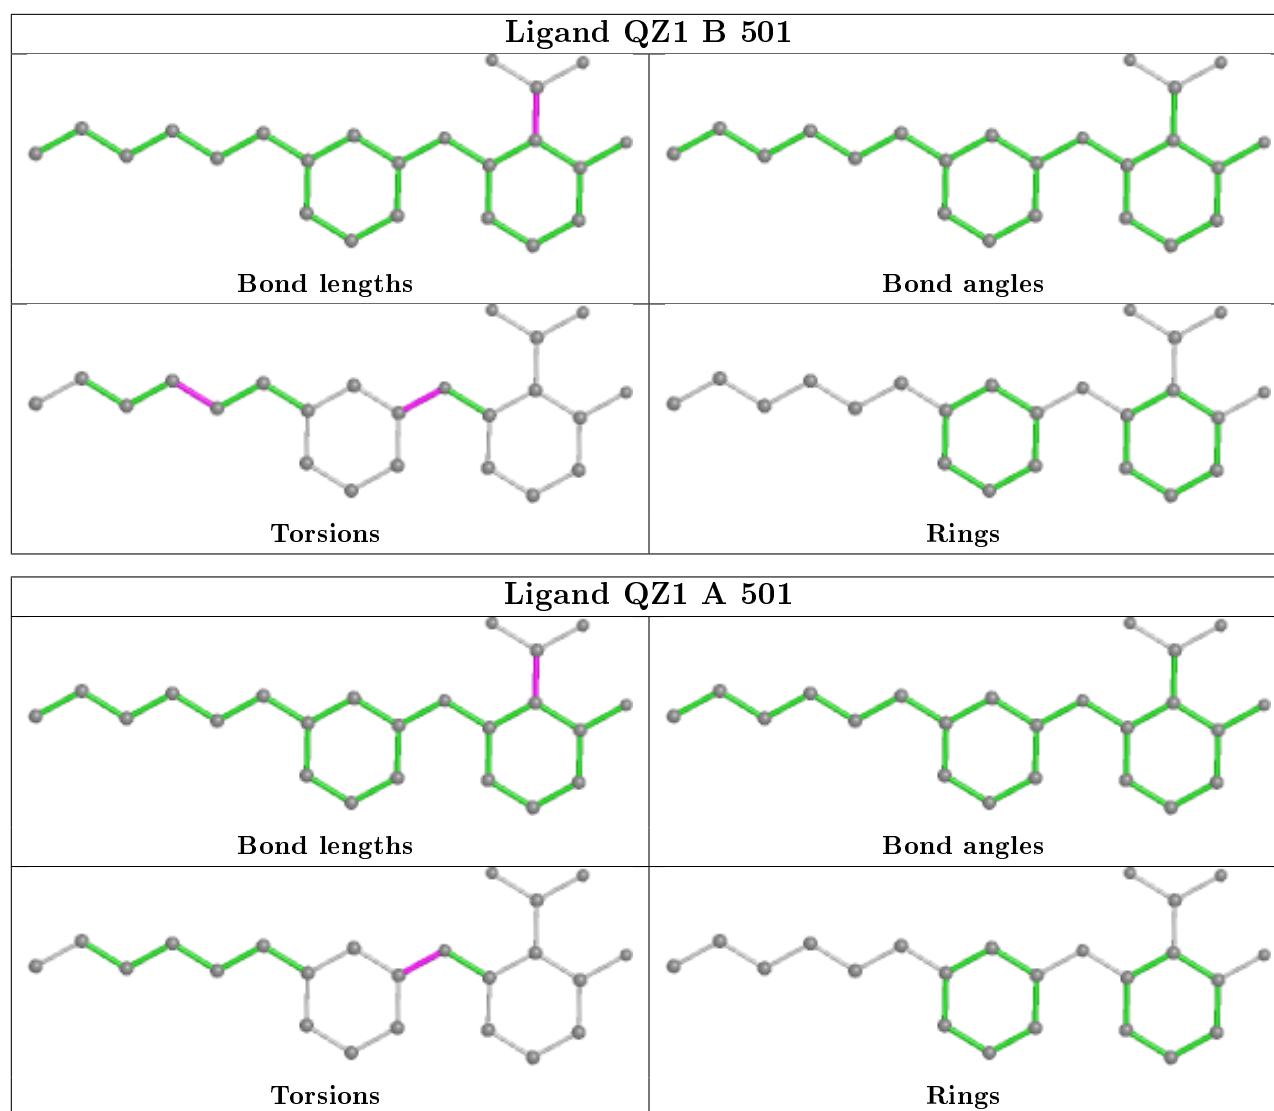 Ligand QZ1 B 501
Bond lengths
Bond angles
Torsions
Rings
Ligand QZ1 A 501
Bond lengths
Bond angles
Torsions
Rings